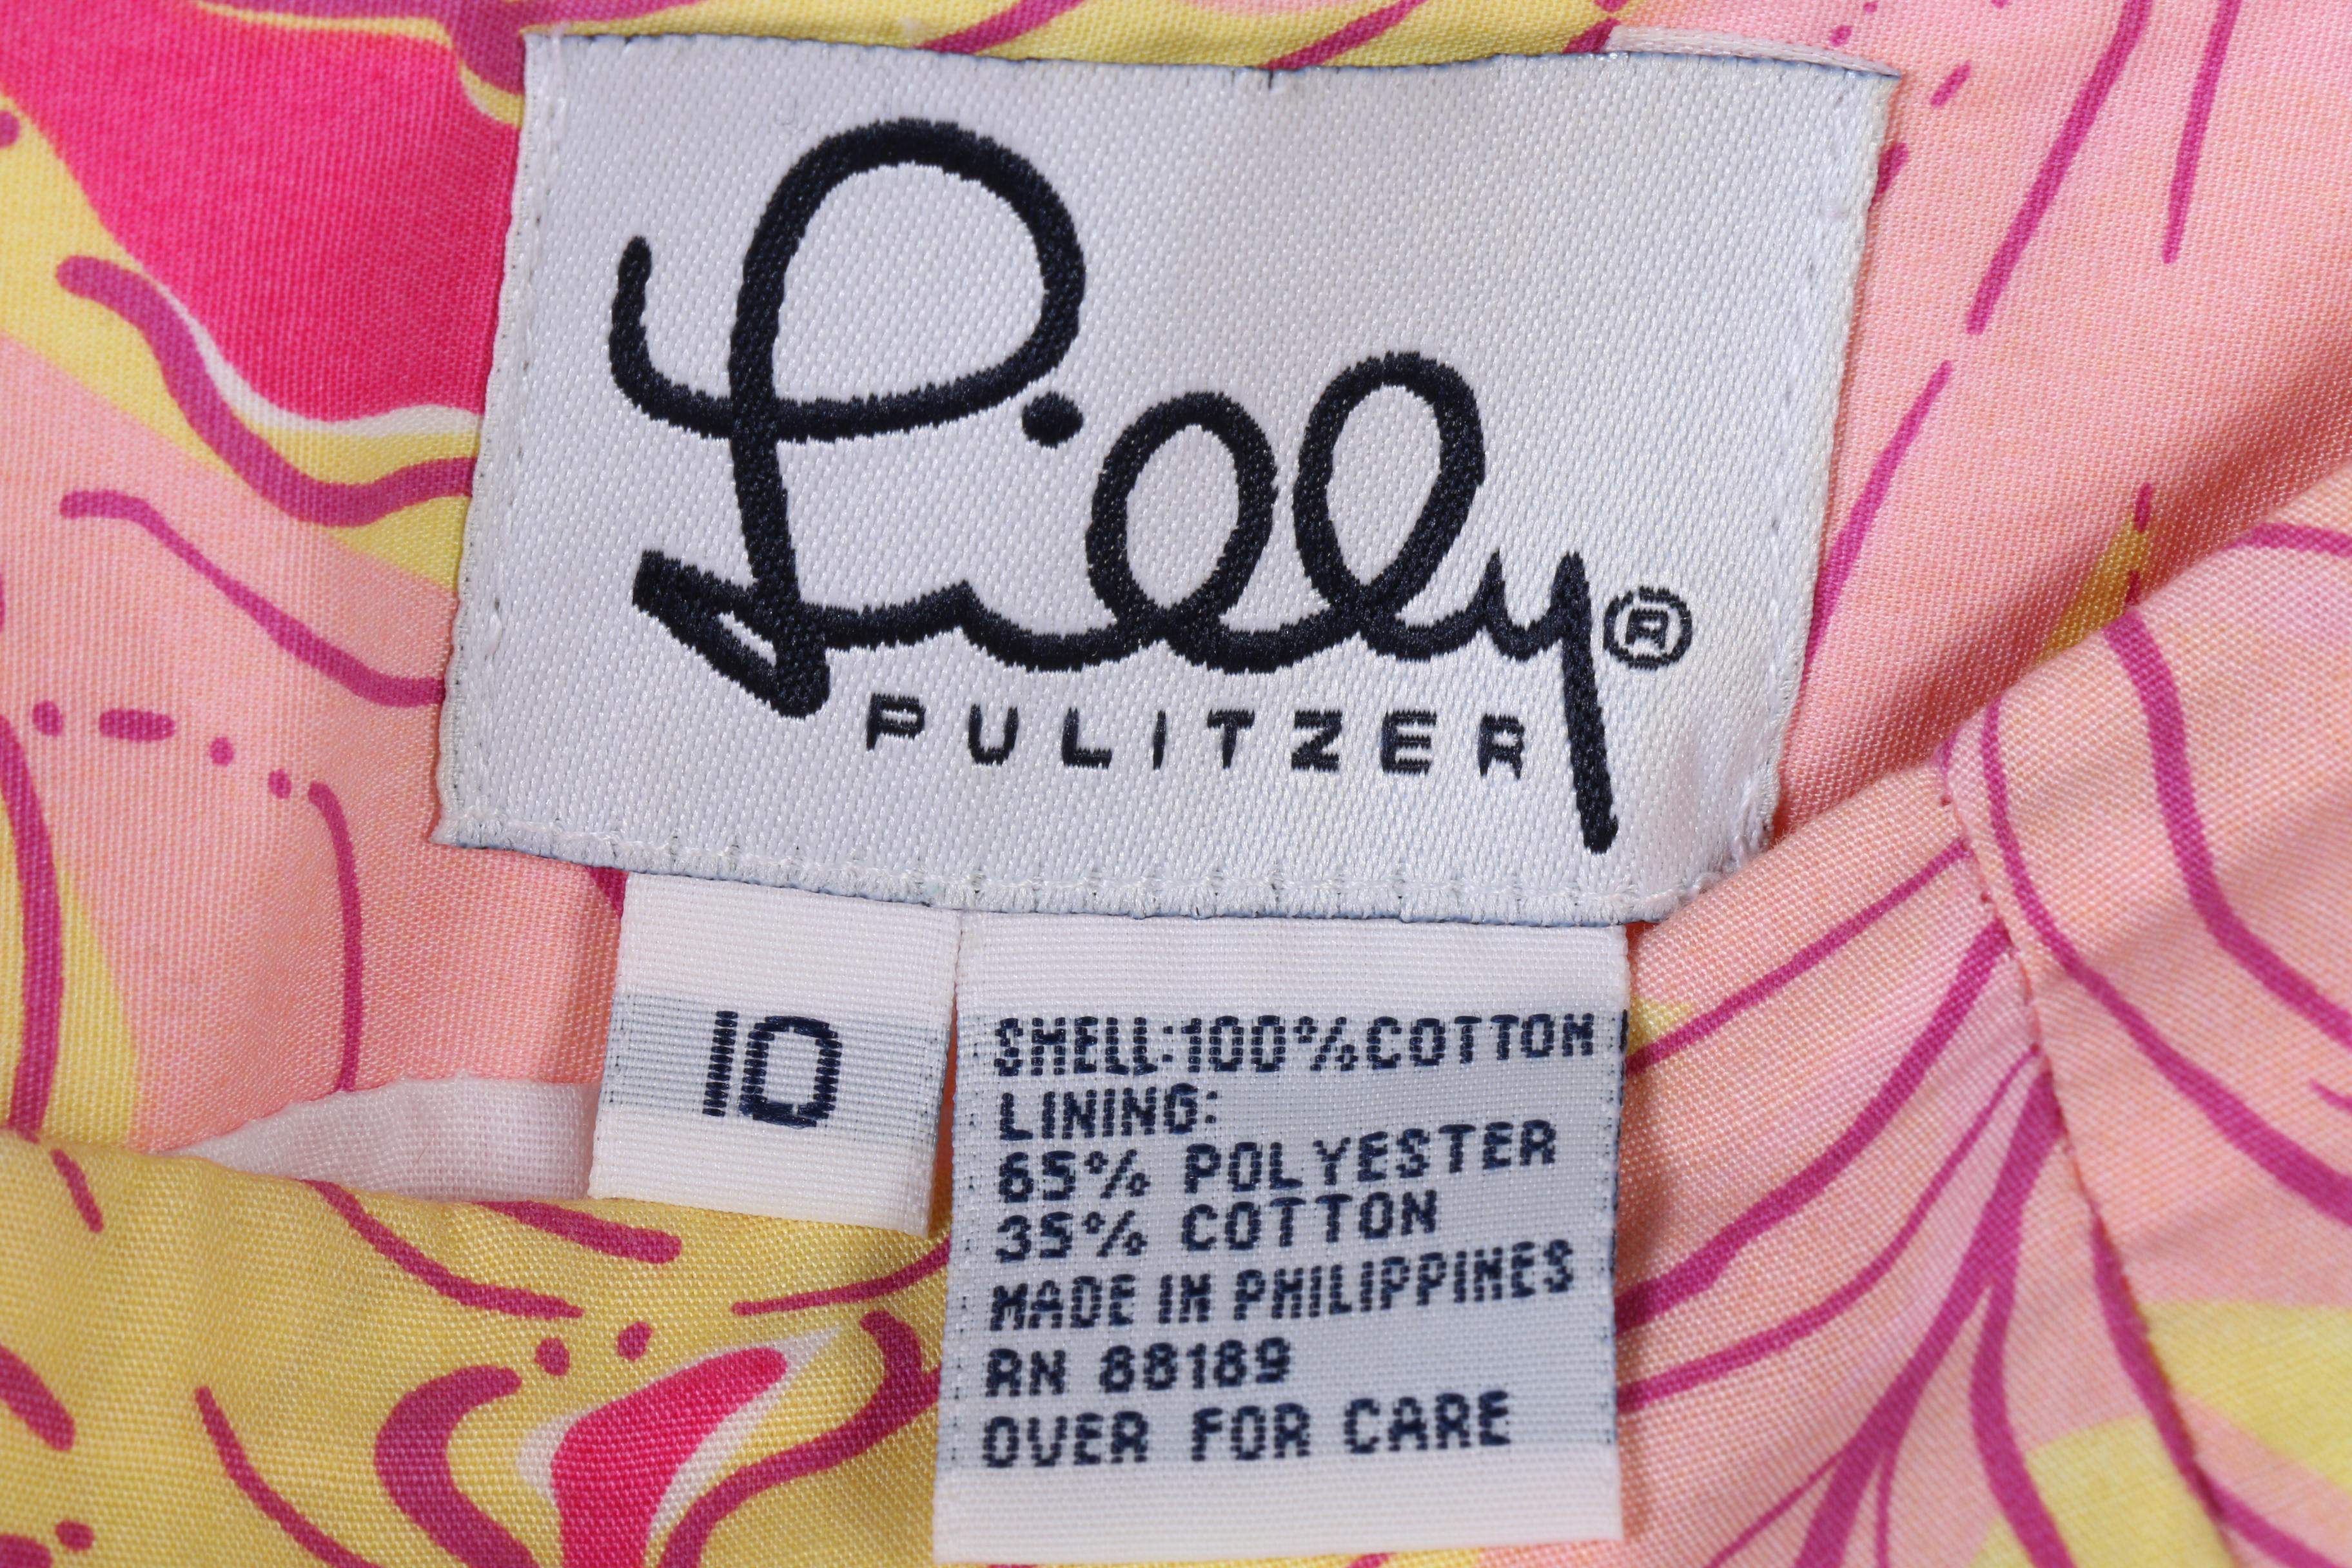 Lilly®
PULITZER
10
SHELL:100%COTTON
LINING:
65% POLYESTER
35% COTTON
MADE IN PHILIPPINES
RN 88189
OVER FOR CARE